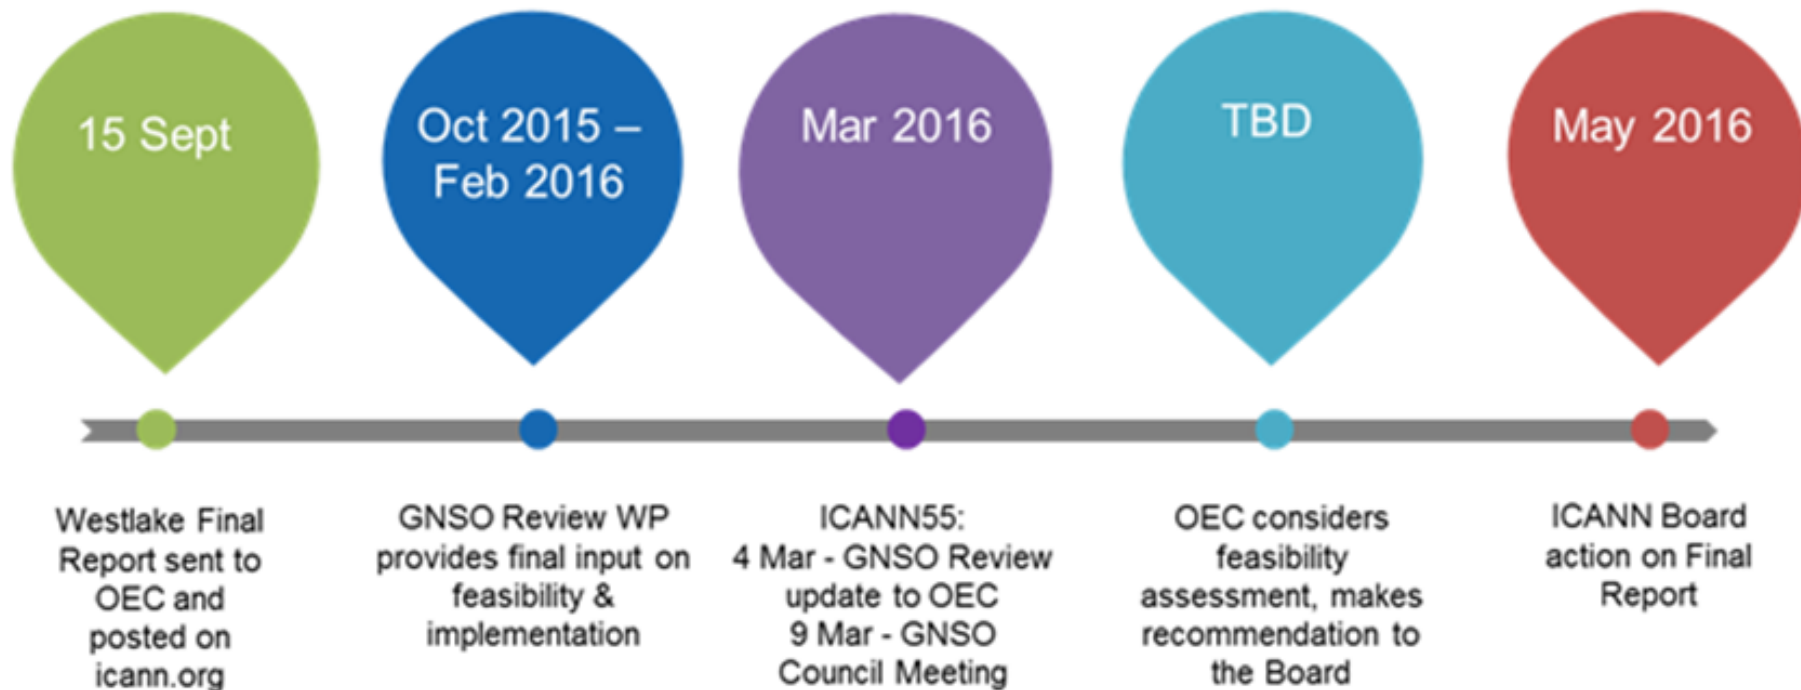 15 Sept
Oct 2015 –
Feb 2016
Mar 2016
TBD
May 2016
Westlake Final
Report sent to
OEC and
posted on
icann.org
GNSO Review WP
provides final input on
feasibility &
implementation
ICANN55:
4 Mar - GNSO Review
update to OEC
9 Mar - GNSO
Council Meeting
OEC considers
feasibility
assessment, makes
recommendation to
the Board
ICANN Board
action on Final
Report